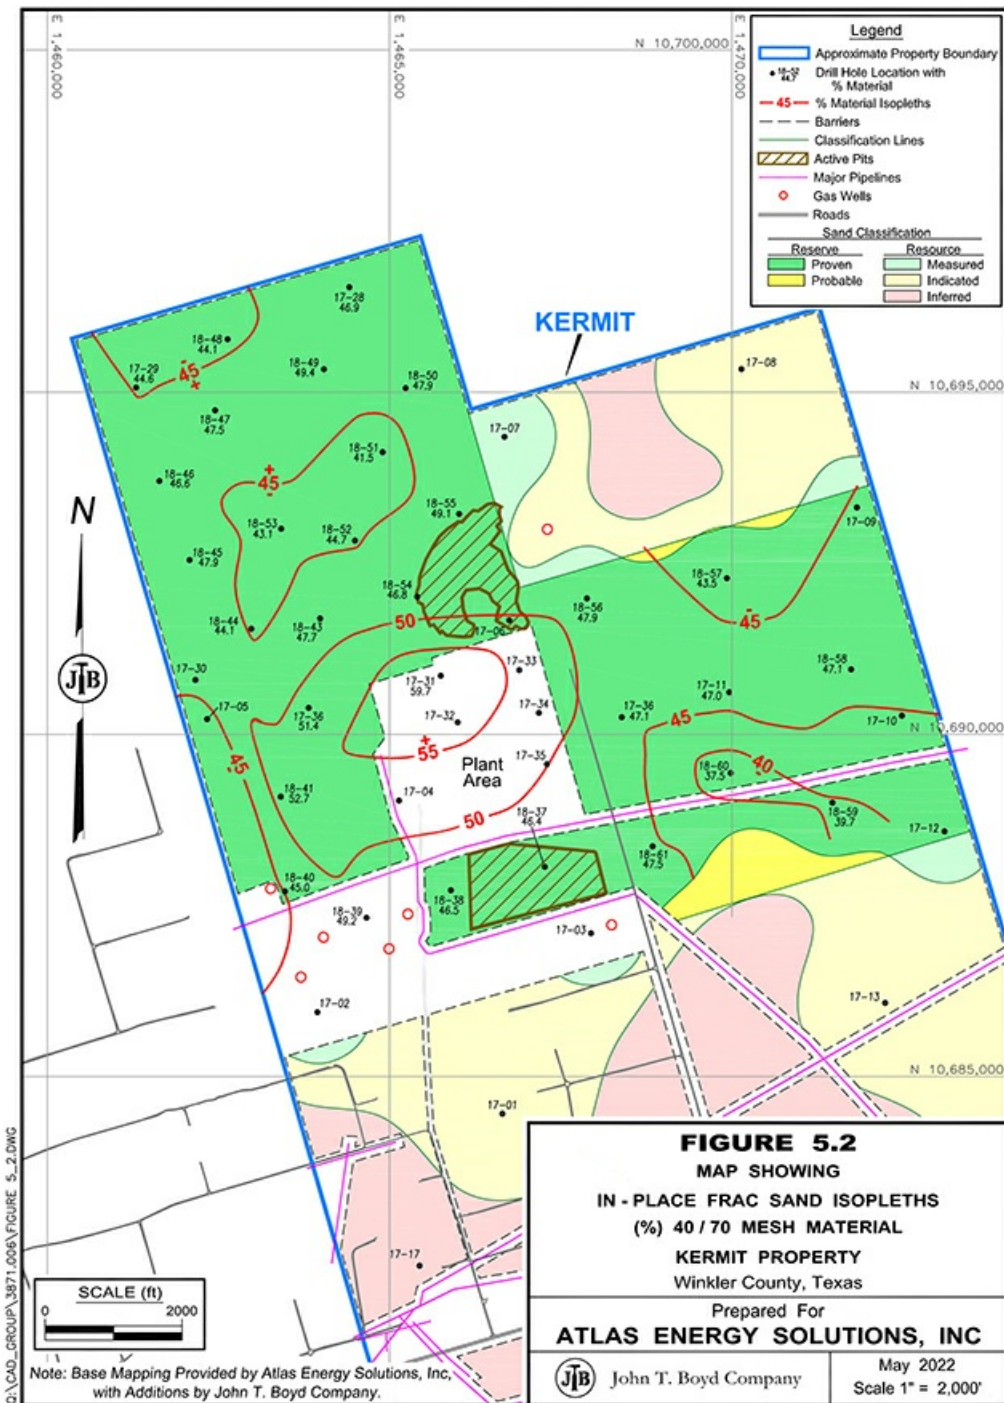 E 1,460,000
E 1,465,000
E 1,470,000
N 10,700,000
N 10,695,000
N 10,690,000
N 10,685,000
Legend
Approximate Property Boundary
18-52
44.7
Drill Hole Location with
% Material
45
% Material Isopleths
Barriers
Classification Lines
Active Pits
Major Pipelines
Gas Wells
Roads
Sand Classification
Reserve
Resource
Proven
Measured
Probable
Indicated
Inferred
KERMIT
17-28
46.9
18-48
44.1
17-29
44.6
-
45
+
18-49
49.4
18-50
47.9
17-08
18-47
47.5
17-07
18-51
41.5
18-46
46.6
+
45
-
18-55
49.1
17-09
18-53
43.1
18-52
44.7
18-45
47.9
18-54
46.8
18-57
43.5
18-56
47.9
-
45
18-44
44.1
18-43
47.7
50
17-06
N
JTB
17-30
17-31
59.7
17-33
18-58
47.1
17-05
17-36
51.4
17-32
17-34
17-36
47.1
17-11
47.0
45
17-10
+
55
45
Plant
Area
17-35
18-60
37.5
40
-
18-41
52.7
17-04
50
18-37
46.4
18-59
39.7
17-12
18-61
47.5
18-40
45.0
18-38
46.5
18-39
49.2
17-03
17-02
17-13
17-01
17-17
SCALE (ft)
0
2000
Note: Base Mapping Provided by Atlas Energy Solutions, Inc,
with Additions by John T. Boyd Company.
Q:\CAD_GROUP\3871.006\FIGURE 5_2.DWG
FIGURE 5.2
MAP SHOWING
IN - PLACE FRAC SAND ISOPLETHS
(%) 40 / 70 MESH MATERIAL
KERMIT PROPERTY
Winkler County, Texas
Prepared For
ATLAS ENERGY SOLUTIONS, INC
JTB
John T. Boyd Company
May 2022
Scale 1" = 2,000'